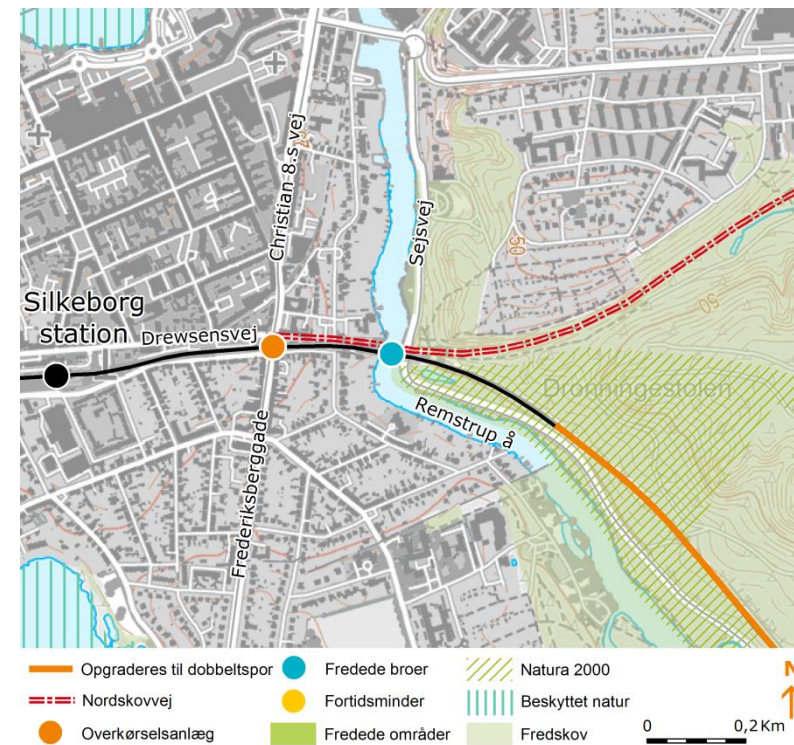 Christian 8.s vej
Sejsvej
50
50
Silkeborg
station
Drewsensvej
Dronningestolen
Remstrup å
Frederiksberggade
Opgraderes til dobbeltspor
Fredede broer
Natura 2000
N
Nordskovvej
Fortidsminder
Beskyttet natur
Overkørselsanlæg
Fredede områder
Fredskov
0
0,2 Km